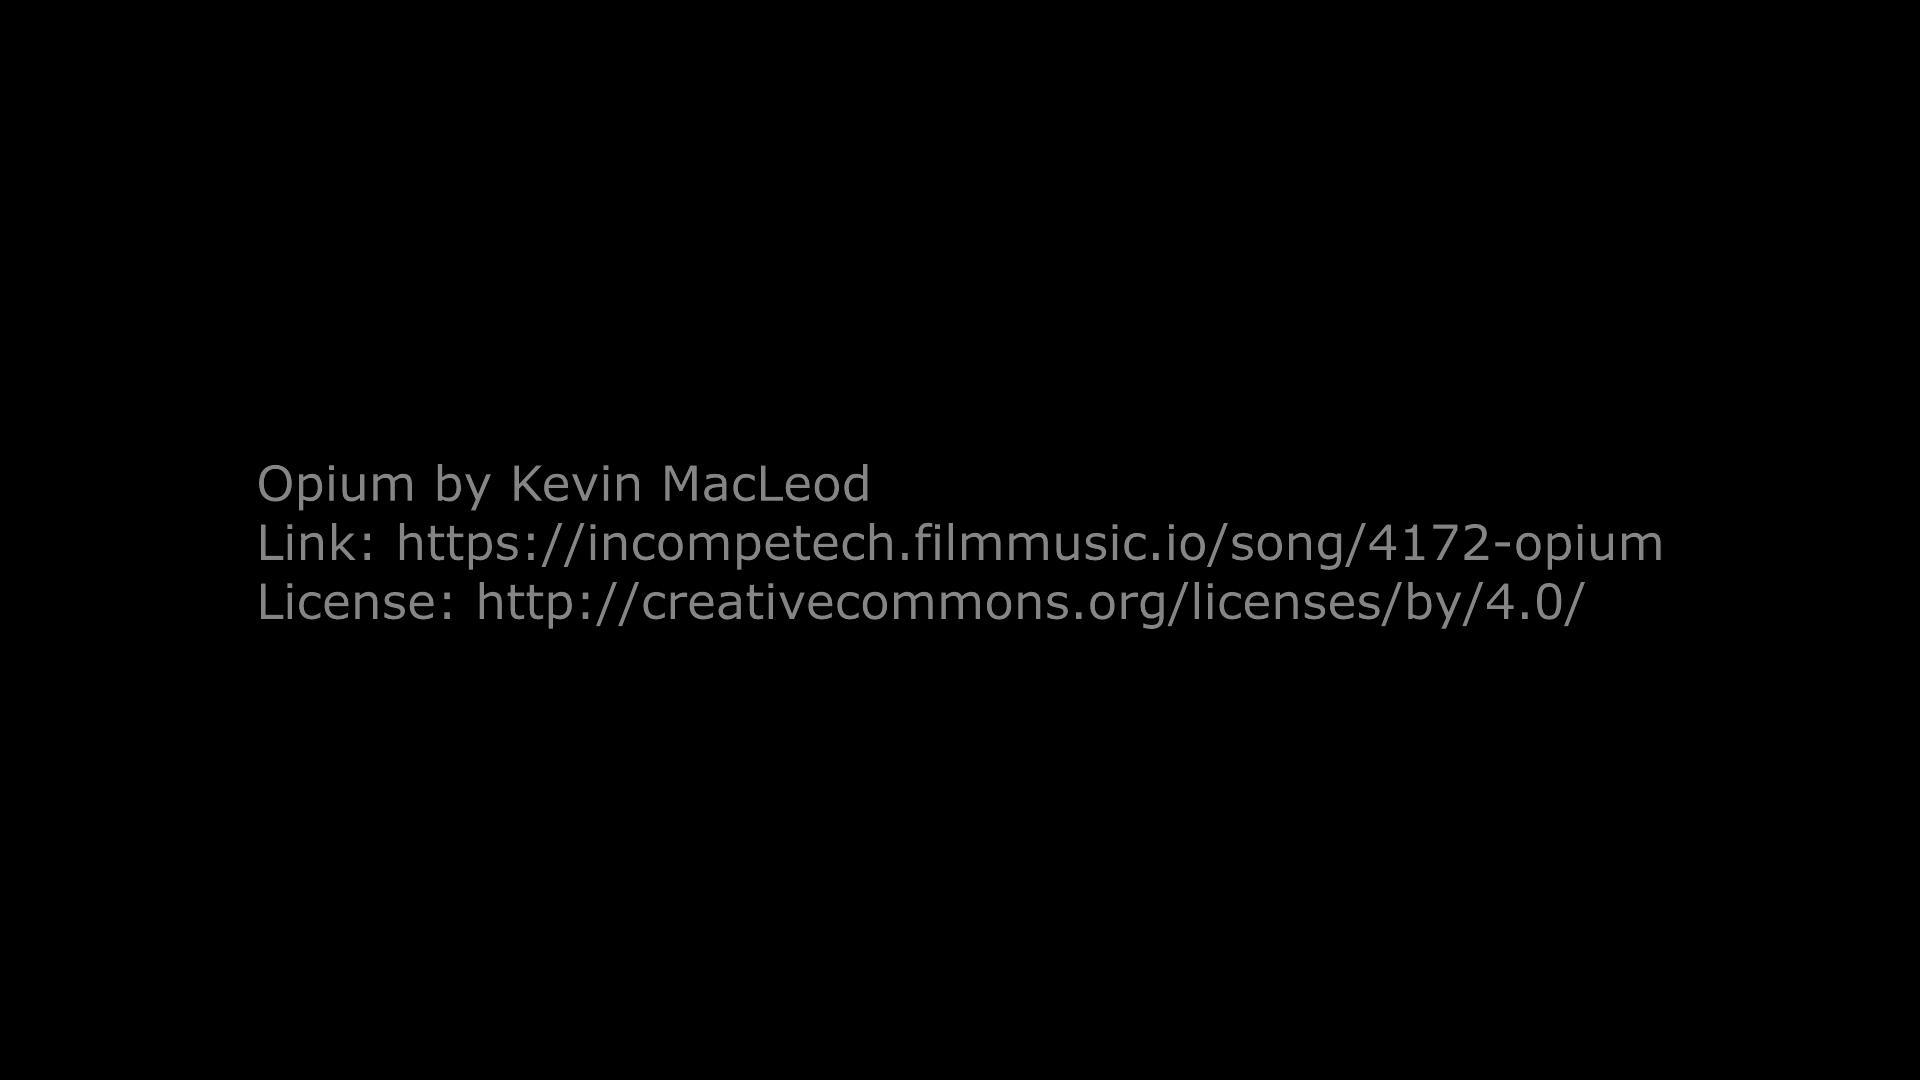 Opium by Kevin MacLeod
Link: https://incompetech.filmmusic.io/song/4172-opium
License: http://creativecommons.org/licenses/by/4.0/